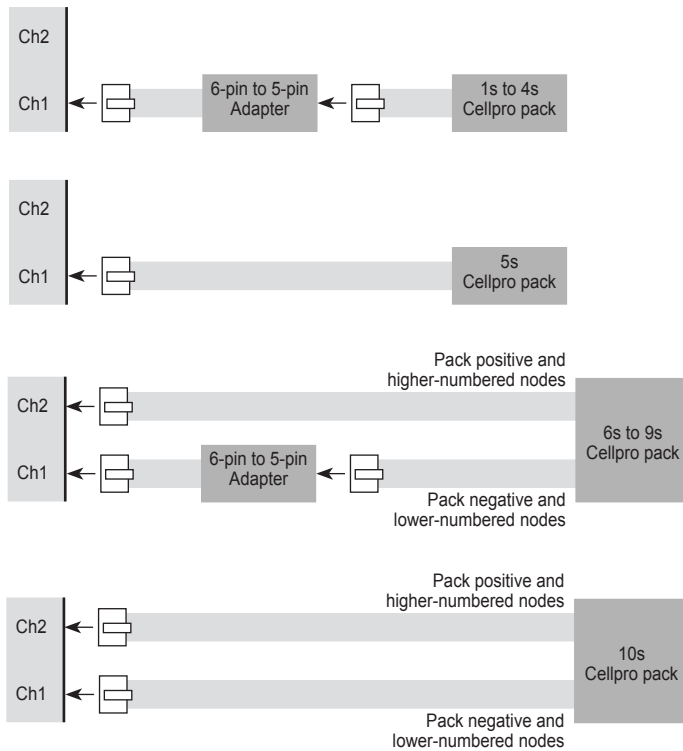 Ch2
Ch1
6-pin to 5-pin
Adapter
1s to 4s
Cellpro pack
Ch2
Ch1
5s
Cellpro pack
Pack positive and
higher-numbered nodes
Ch2
6s to 9s
Cellpro pack
Ch1
6-pin to 5-pin
Adapter
Pack negative and
lower-numbered nodes
Pack positive and
higher-numbered nodes
Ch2
10s
Cellpro pack
Ch1
Pack negative and
lower-numbered nodes